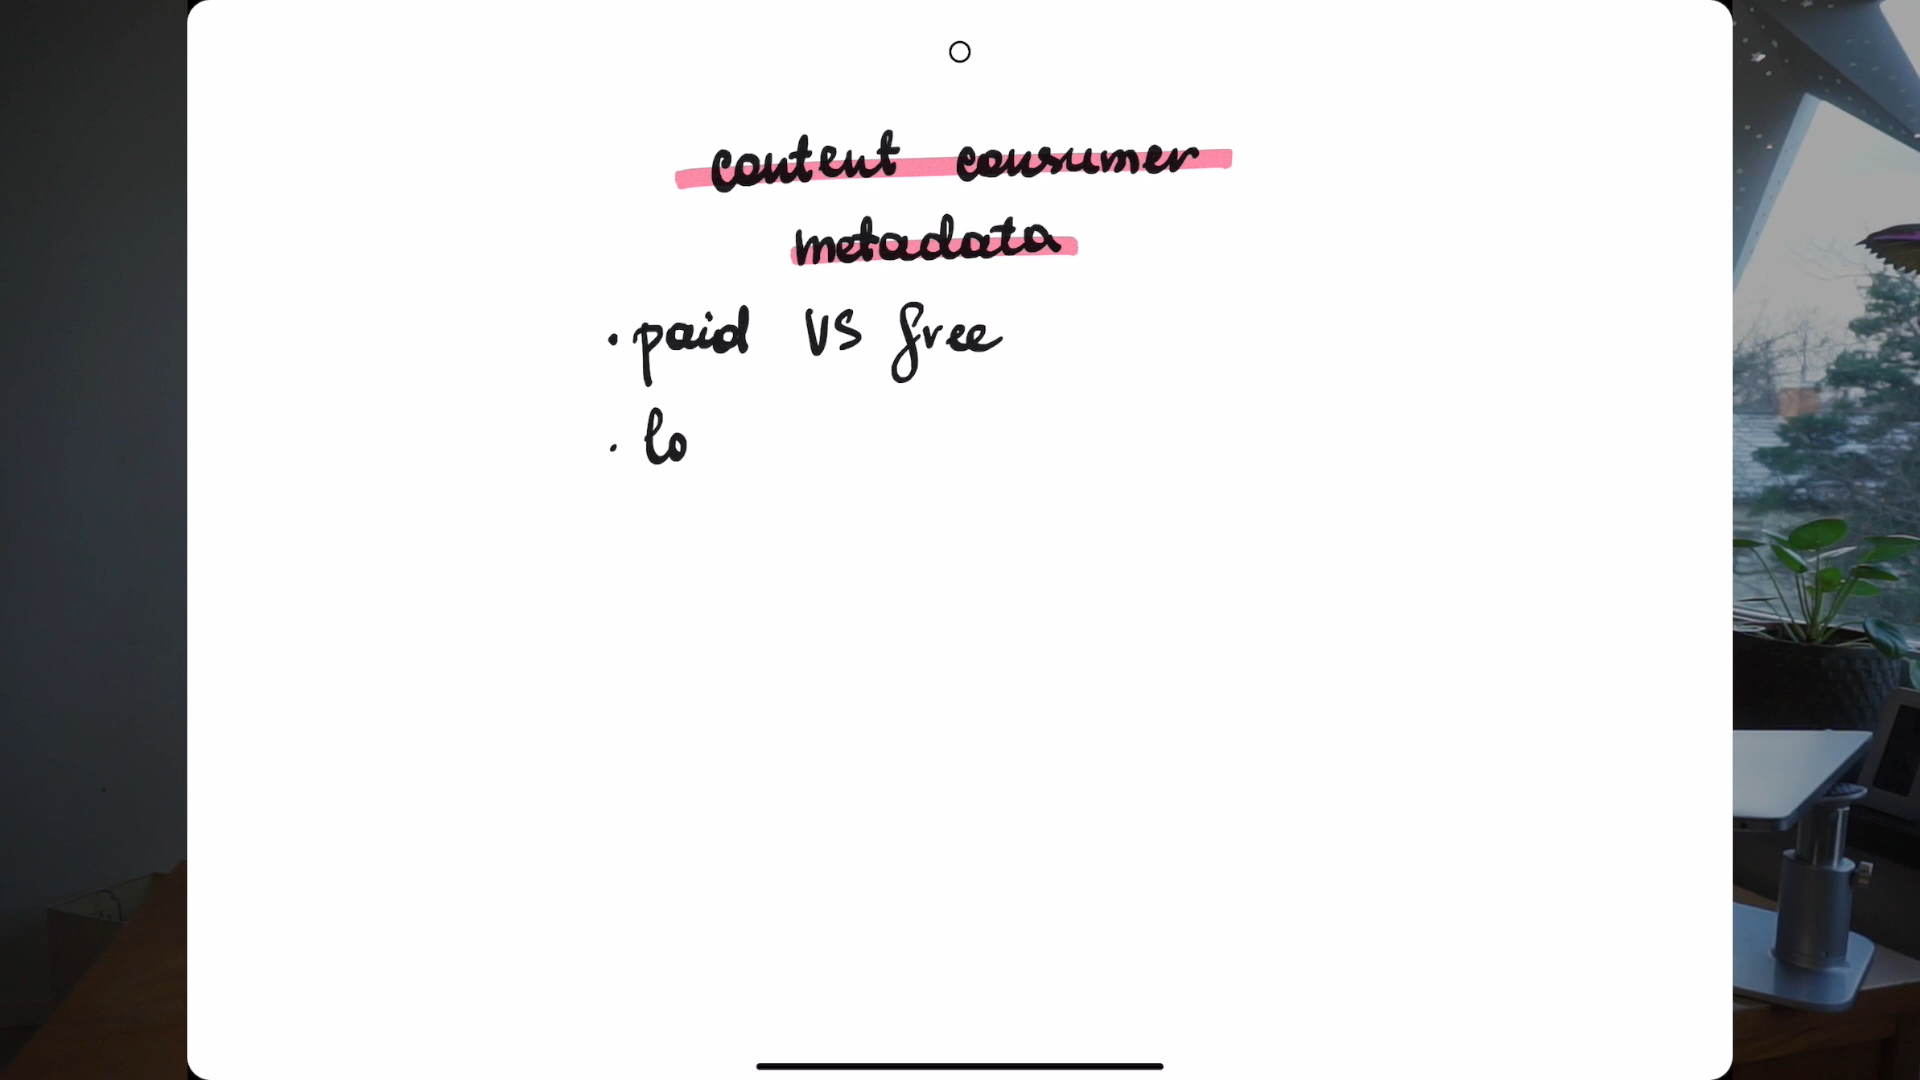 content consumer
metadata
· paid VS free
· lo